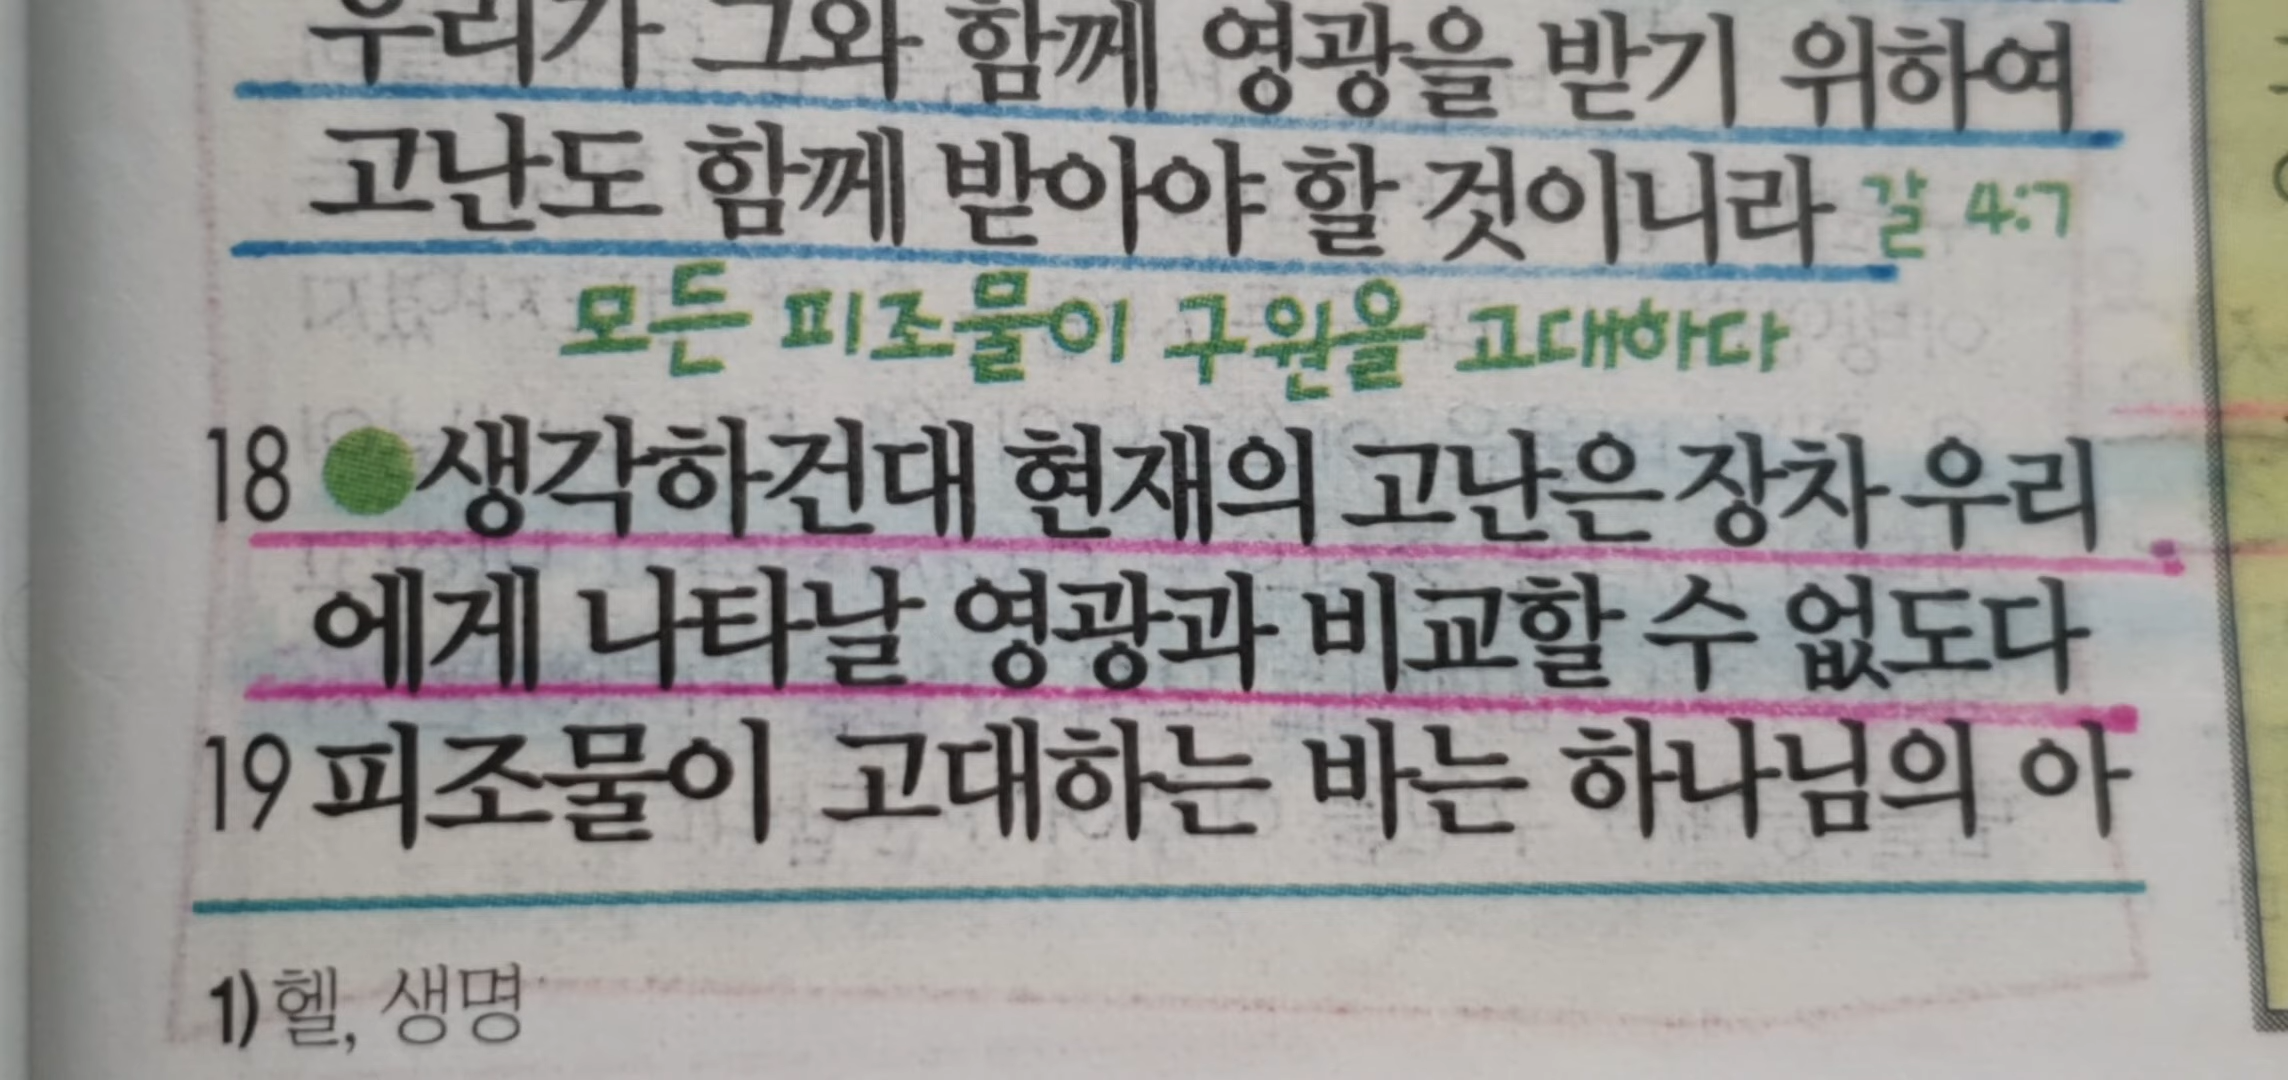 우리가 그와 함께 영광을 받기 위하여
고난도 함께 받아야 할 것이니라 갈 4:7
모든 피조물이 구원을 고대하다
18 ●생각하건대 현재의 고난은 장차 우리
에게 나타날 영광과 비교할 수 없도다
19 피조물이 고대하는 바는 하나님의 아
1) 헬, 생명